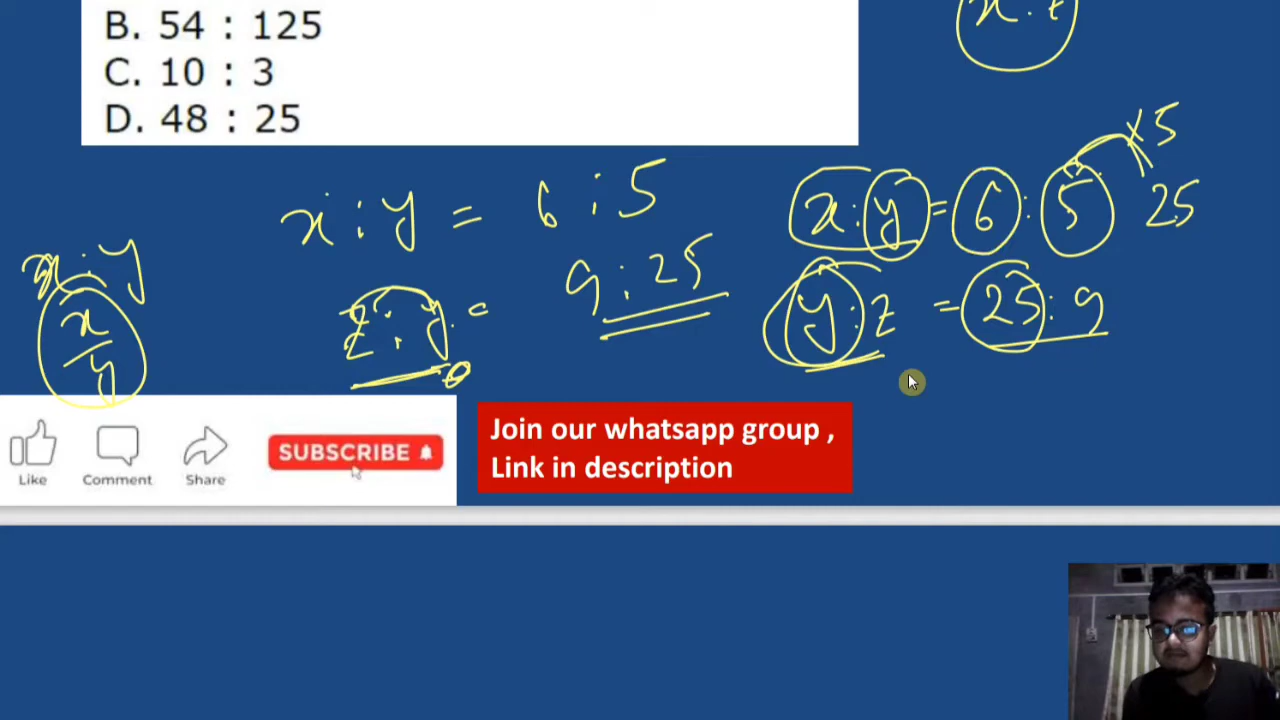 B. 54 : 125
C. 10 : 3
D. 48 : 25
x : z
x : y = 6 : 5
9 : 25
z : y =
x : y
x
y
x : y = 6 : 5
× 5
25
y : z = 25 : 9
Like
Comment
Share
SUBSCRIBE
Join our whatsapp group ,
Link in description